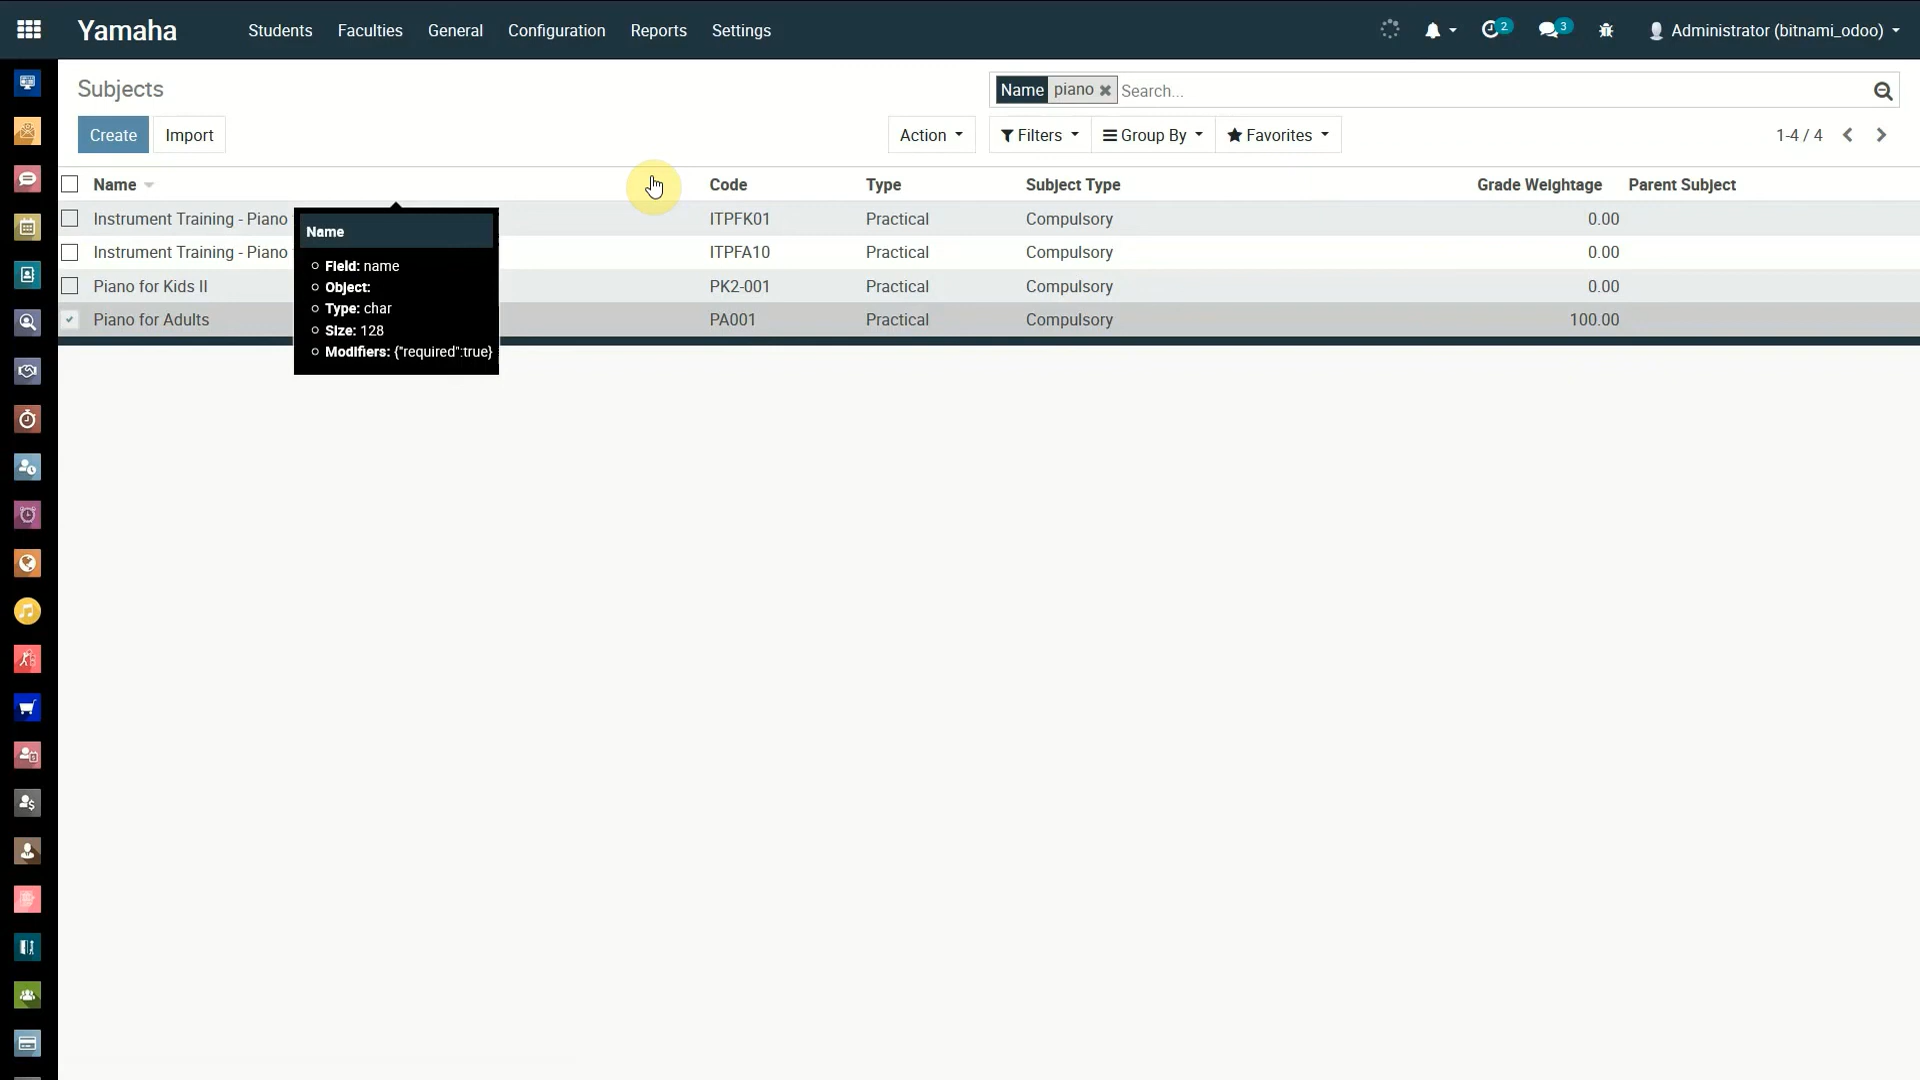 Yamaha Students Faculties General Configuration Reports Settings 2 3 Administrator (bitnami_odoo)
Subjects Name piano Search...
Create Import Action Filters Group By Favorites 1-4 / 4
Name Code Type Subject Type Grade Weightage Parent Subject
Instrument Training - Piano ITPFK01 Practical Compulsory 0.00
Instrument Training - Piano ITPFA10 Practical Compulsory 0.00
Piano for Kids II PK2-001 Practical Compulsory 0.00
Piano for Adults PA001 Practical Compulsory 100.00
Name
Field: name
Object:
Type: char
Size: 128
Modifiers: {"required":true}